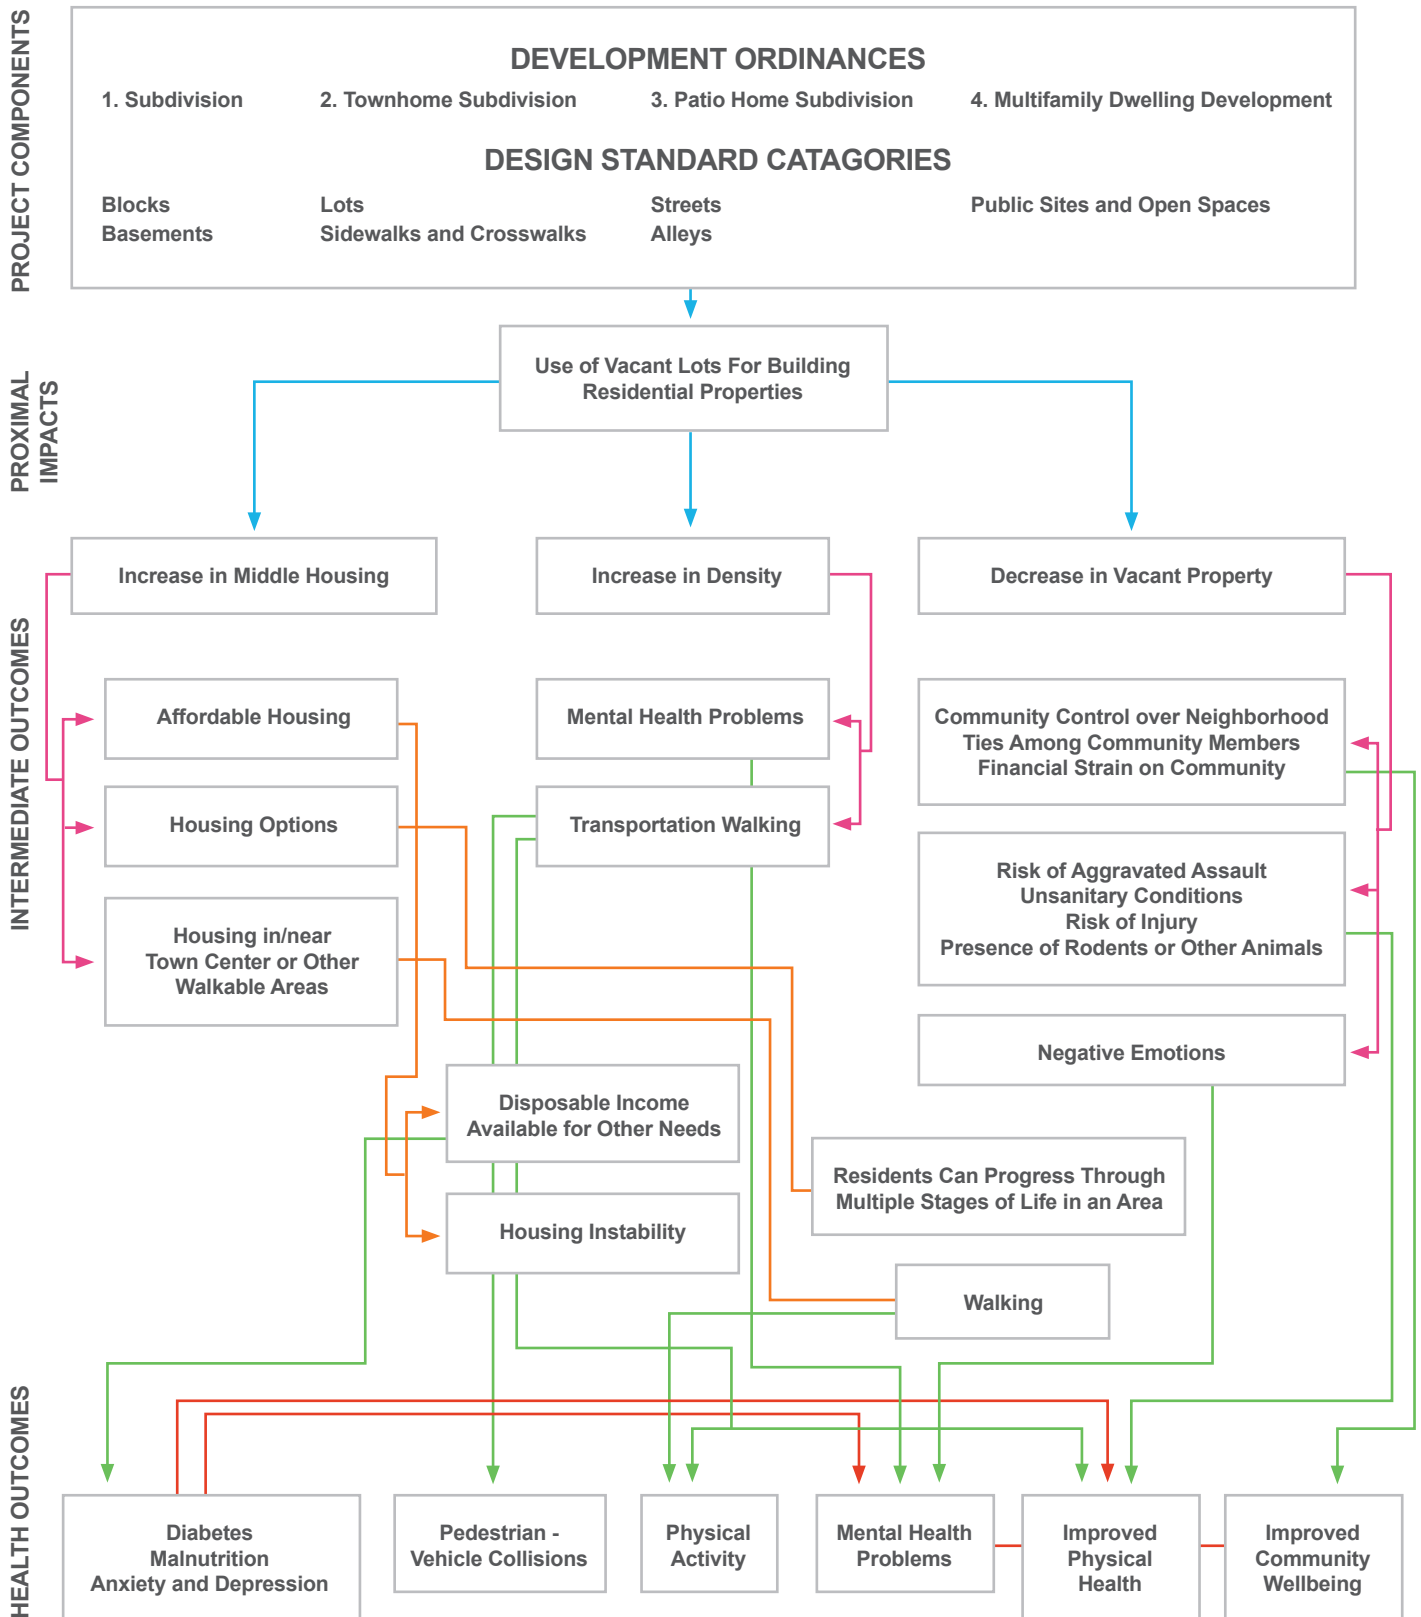 PROJECT COMPONENTS
DEVELOPMENT ORDINANCES
1. Subdivision
2. Townhome Subdivision
3. Patio Home Subdivision
4. Multifamily Dwelling Development
DESIGN STANDARD CATAGORIES
Blocks
Basements
Lots
Sidewalks and Crosswalks
Streets
Alleys
Public Sites and Open Spaces
PROXIMAL
IMPACTS
Use of Vacant Lots For Building
Residential Properties
INTERMEDIATE OUTCOMES
Increase in Middle Housing
Increase in Density
Decrease in Vacant Property
Affordable Housing
Mental Health Problems
Community Control over Neighborhood
Ties Among Community Members
Financial Strain on Community
Housing Options
Transportation Walking
Risk of Aggravated Assault
Unsanitary Conditions
Risk of Injury
Presence of Rodents or Other Animals
Housing in/near
Town Center or Other
Walkable Areas
Negative Emotions
Disposable Income
Available for Other Needs
Residents Can Progress Through
Multiple Stages of Life in an Area
Housing Instability
Walking
HEALTH OUTCOMES
Diabetes
Malnutrition
Anxiety and Depression
Pedestrian -
Vehicle Collisions
Physical
Activity
Mental Health
Problems
Improved
Physical
Health
Improved
Community
Wellbeing